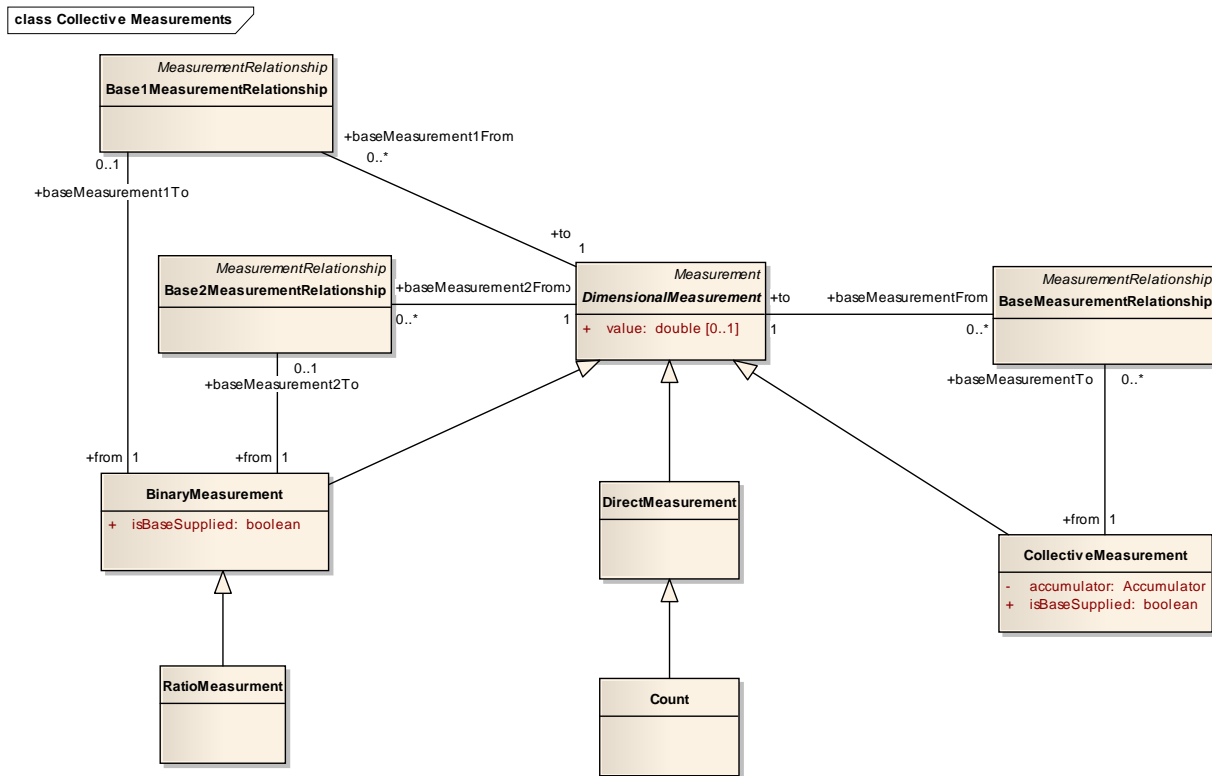 class Collective Measurements
MeasurementRelationship
Base1MeasurementRelationship
+baseMeasurement1From
0..*
0..1
+baseMeasurement1To
+to
1
MeasurementRelationship
Base2MeasurementRelationship
+baseMeasurement2From
0..*
1
Measurement
DimensionalMeasurement
+ value: double [0..1]
+to
1
+baseMeasurementFrom
0..*
MeasurementRelationship
BaseMeasurementRelationship
0..1
+baseMeasurement2To
+baseMeasurementTo
0..*
+from 1
+from 1
BinaryMeasurement
+ isBaseSupplied: boolean
DirectMeasurement
+from 1
CollectiveMeasurement
- accumulator: Accumulator
+ isBaseSupplied: boolean
RatioMeasurment
Count